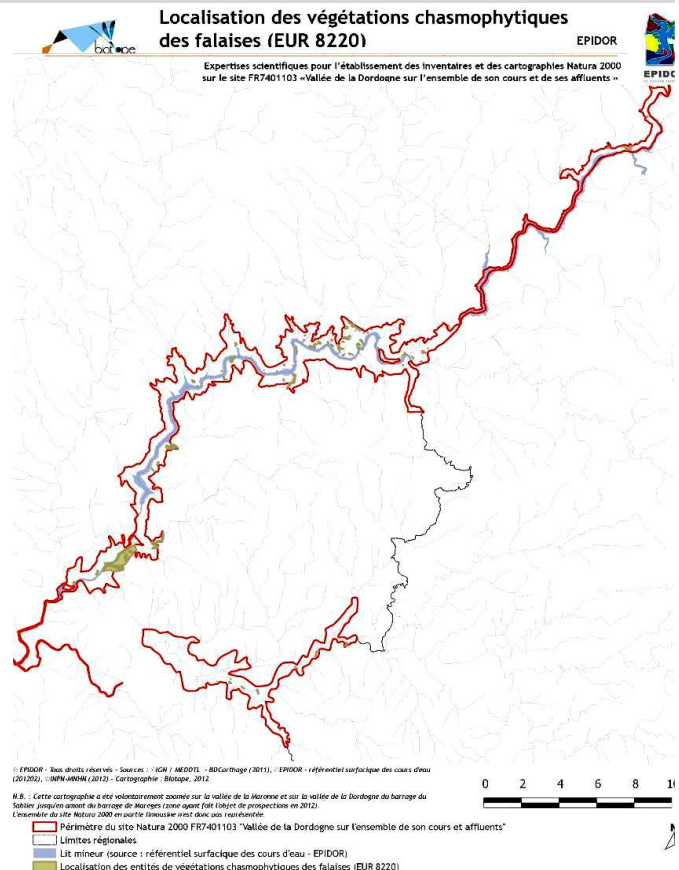 Localisation des végétations chasmophytiques
des falaises (EUR 8220)
EPIDOR
biotope
EPIDO
Expertises scientifiques pour l'établissement des inventaires et des cartographies Natura 2000
sur le site FR7401103 «Vallée de la Dordogne sur l'ensemble de son cours et de ses affluents »
© EPIDOR - Tous droits réservés - Sources : ©IGN / MEDDTL - BDCarthage (2011), ©EPIDOR - référentiel surfacique des cours d'eau
(201202), ©INPN-MNHN (2012) - Cartographie : Biotope, 2012
N.B. : Cette cartographie a été volontairement zoomée sur la vallée de la Maronne et sur la vallée de la Dordogne du barrage du
Sablier jusqu'en amont du barrage de Mareges (zone ayant fait l'objet de prospections en 2012).
L'ensemble du site Natura 2000 en partie limousine n'est donc pas représentée.
0 2 4 6 8 10
N
Périmètre du site Natura 2000 FR7401103 "Vallée de la Dordogne sur l'ensemble de son cours et affluents"
Limites régionales
Lit mineur (source : référentiel surfacique des cours d'eau - EPIDOR)
Localisation des entités de végétations chasmophytiques des falaises (EUR 8220)